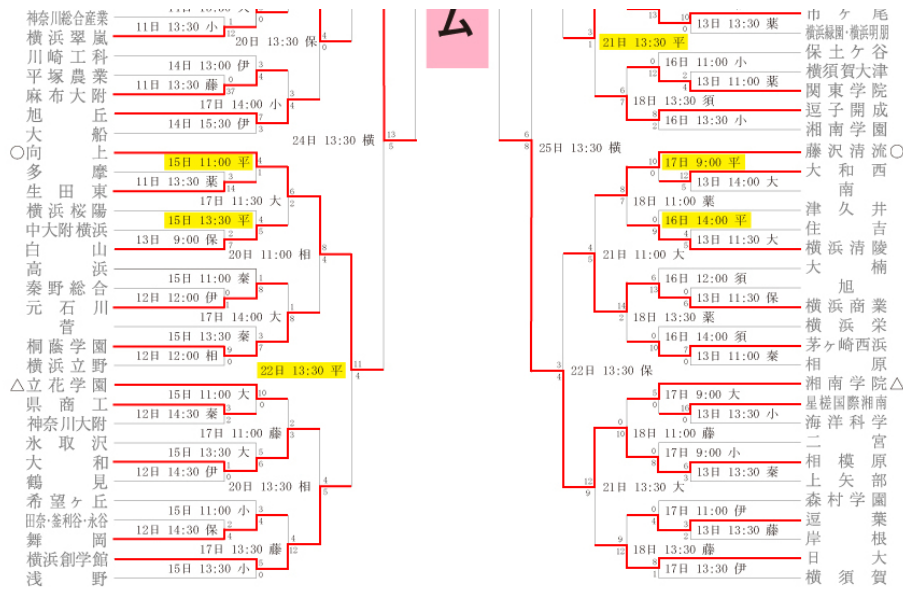 ム
神奈川総合産業
横浜翠嵐
川崎工科
平塚農業
麻布大附
旭丘
大船
○向上
多摩
生田東
横浜桜陽
中大附横浜
白山
高浜
秦野総合
元石川
菅
桐蔭学園
横浜立野
△立花学園
県商工
神奈川大附
氷取沢
大和
鶴見
希望ヶ丘
田奈・釜利谷・永谷
舞岡
横浜創学館
浅野
11日 13:30 小
20日 13:30 保
14日 13:00 伊
11日 13:30 藤
17日 14:00 小
14日 15:30 伊
24日 13:30 横
15日 11:00 平
11日 13:30 薬
17日 11:30 大
15日 13:30 平
13日 9:00 保
20日 11:00 相
15日 11:00 秦
12日 12:00 伊
17日 14:00 大
15日 13:30 秦
12日 12:00 相
22日 13:30 平
15日 11:00 大
12日 14:30 秦
17日 11:00 藤
15日 13:30 大
12日 14:30 伊
20日 13:30 相
15日 11:00 小
12日 14:30 保
17日 13:30 藤
15日 13:30 小
13日 13:30 薬
21日 13:30 平
16日 11:00 小
13日 11:00 薬
18日 13:30 須
16日 13:30 小
25日 13:30 横
17日 9:00 平
13日 14:00 大
18日 11:00 薬
16日 14:00 平
13日 11:30 大
21日 11:00 大
16日 12:00 須
13日 11:30 保
18日 13:30 薬
16日 14:00 須
13日 11:00 秦
22日 13:30 保
17日 9:00 大
13日 13:30 小
18日 11:00 藤
17日 9:00 小
13日 13:30 秦
21日 13:30 大
17日 11:00 伊
13日 13:30 藤
18日 13:30 藤
17日 13:30 伊
市ヶ尾
横浜緑園・横浜明朋
保土ケ谷
横須賀大津
関東学院
逗子開成
湘南学園
藤沢清流○
大和西
南
津久井
住吉
横浜清陵
大楠
旭
横浜商業
横浜栄
茅ヶ崎西浜
相原
湘南学院△
星槎国際湘南
海洋科学
二宮
相模原
上矢部
森村学園
逗葉
岸根
日大
横須賀